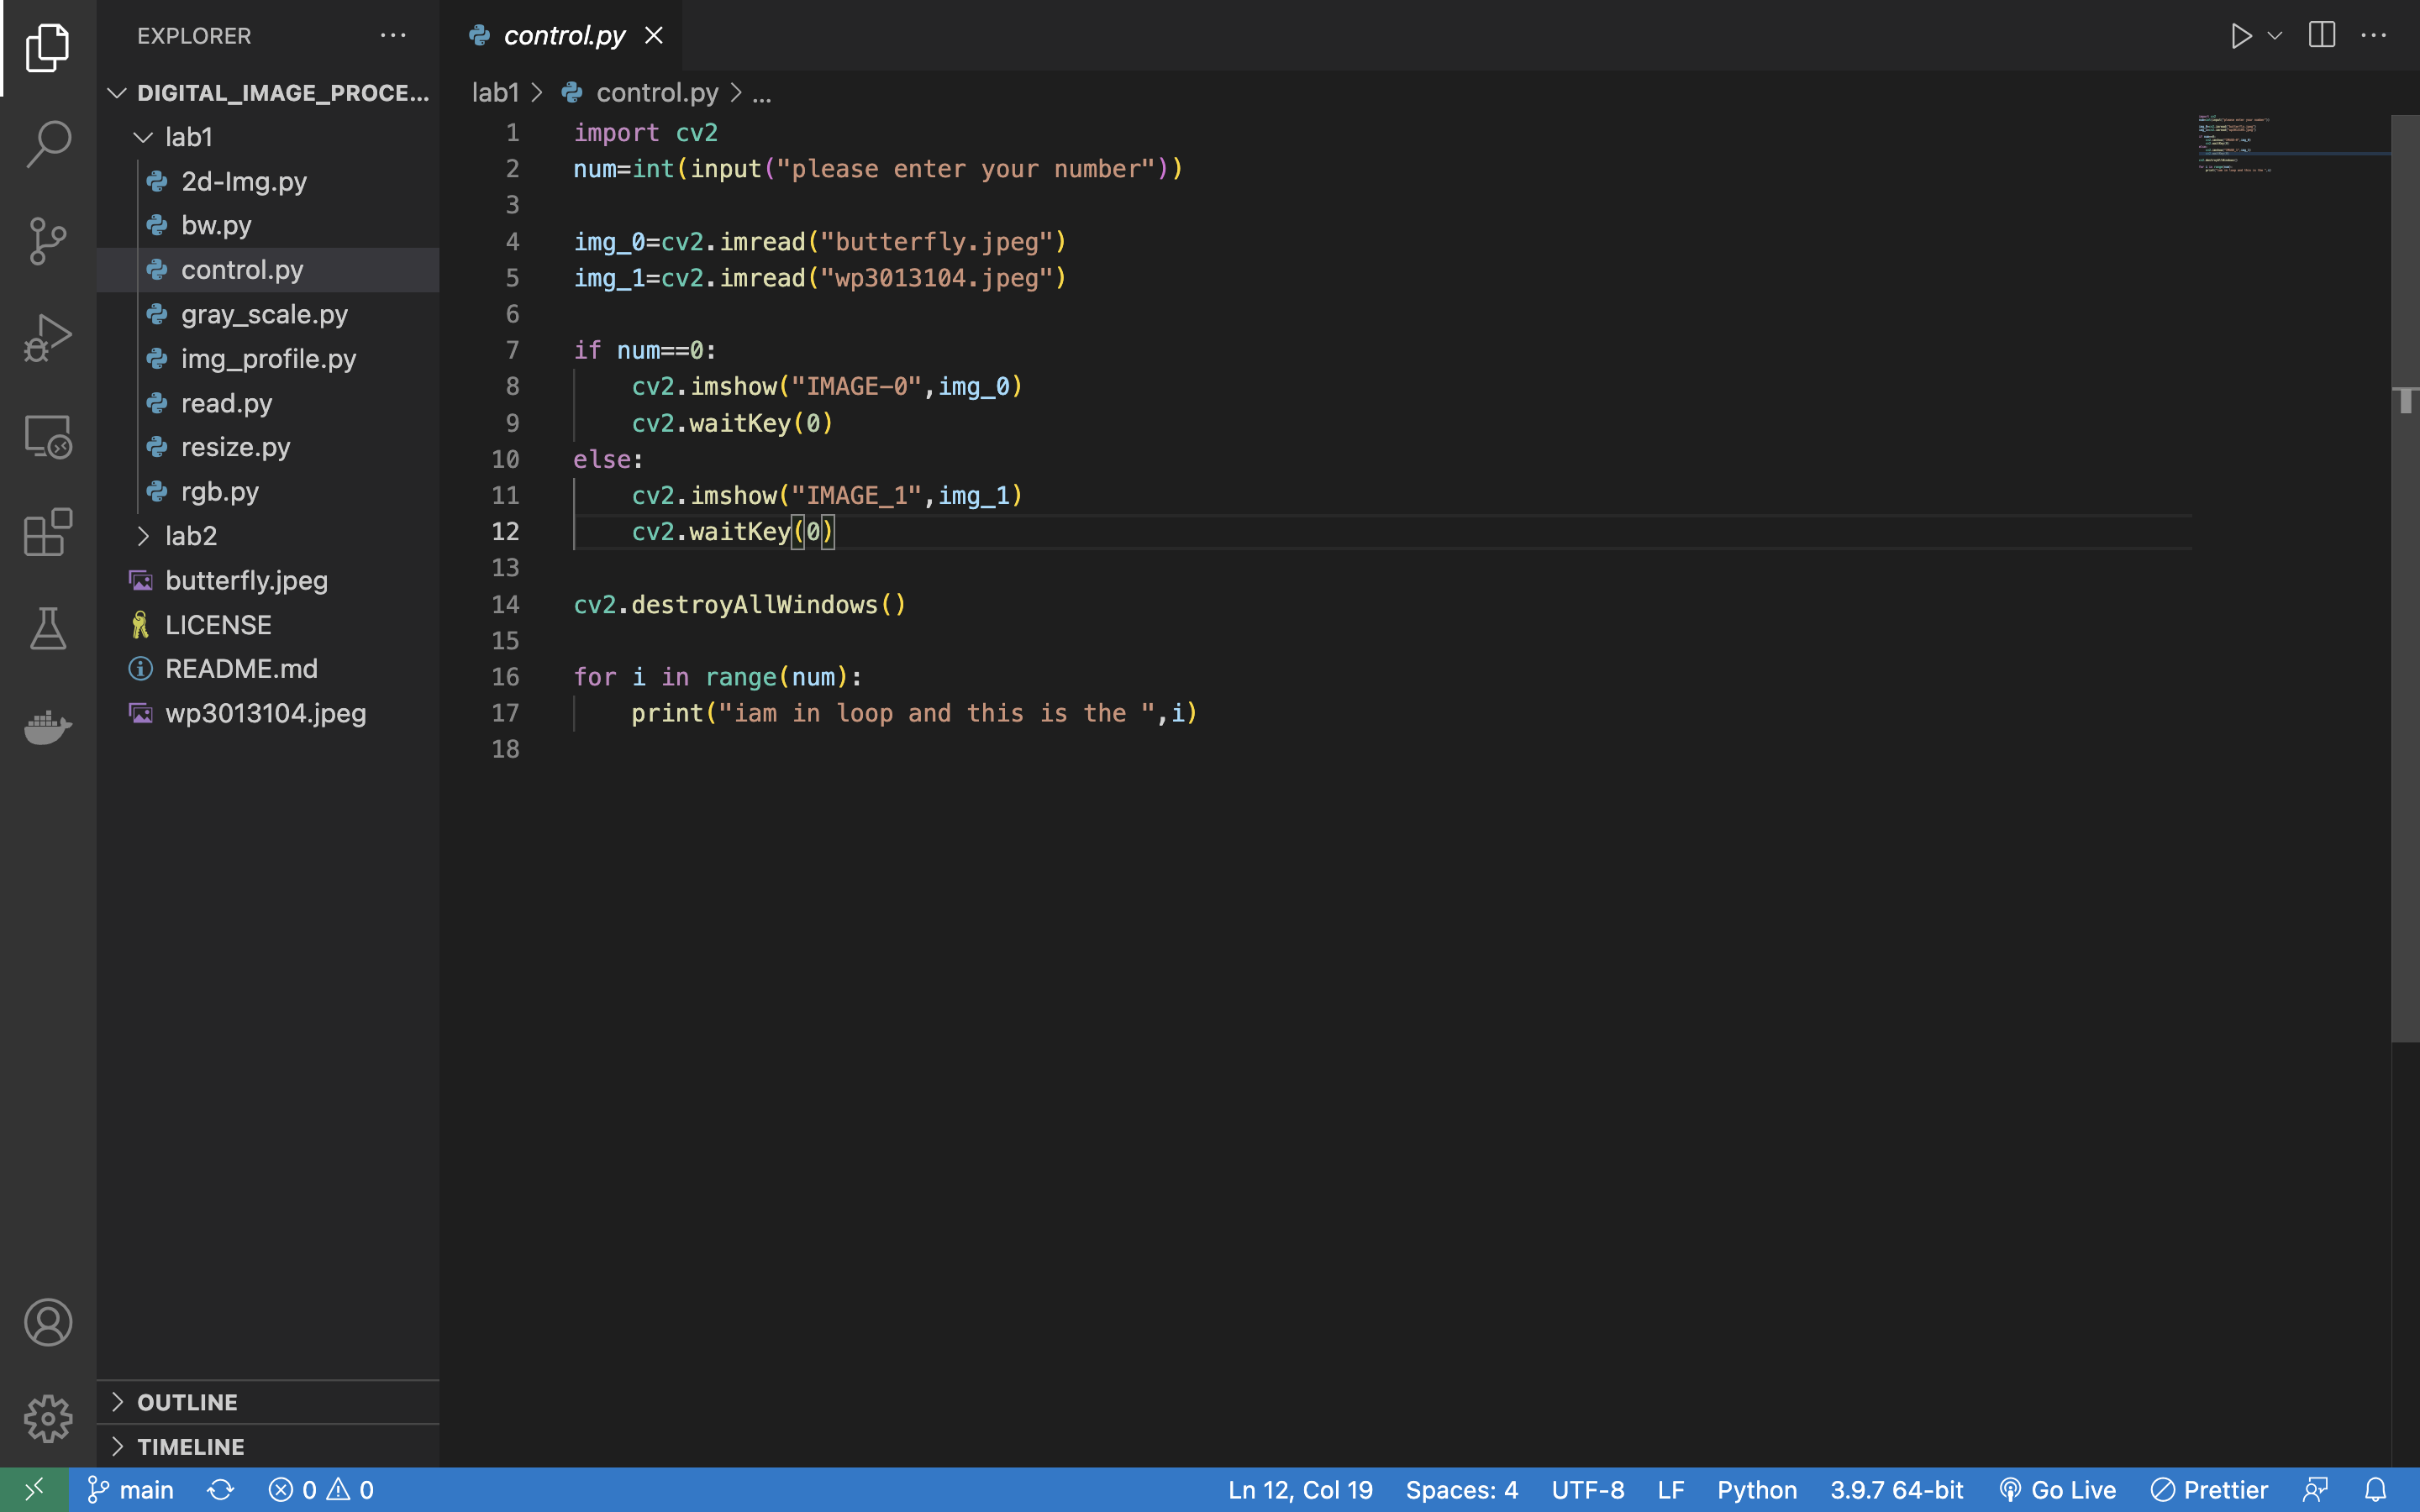 EXPLORER
DIGITAL_IMAGE_PROCE...
lab1
2d-Img.py
bw.py
control.py
gray_scale.py
img_profile.py
read.py
resize.py
rgb.py
lab2
butterfly.jpeg
LICENSE
README.md
wp3013104.jpeg
OUTLINE
TIMELINE
control.py
lab1 > control.py > ...
1 import cv2
2 num=int(input("please enter your number"))
3
4 img_0=cv2.imread("butterfly.jpeg")
5 img_1=cv2.imread("wp3013104.jpeg")
6
7 if num==0:
8     cv2.imshow("IMAGE-0",img_0)
9     cv2.waitKey(0)
10 else:
11     cv2.imshow("IMAGE_1",img_1)
12     cv2.waitKey(0)
13
14 cv2.destroyAllWindows()
15
16 for i in range(num):
17     print("iam in loop and this is the ",i)
18
main 0 0 Ln 12, Col 19 Spaces: 4 UTF-8 LF Python 3.9.7 64-bit Go Live Prettier